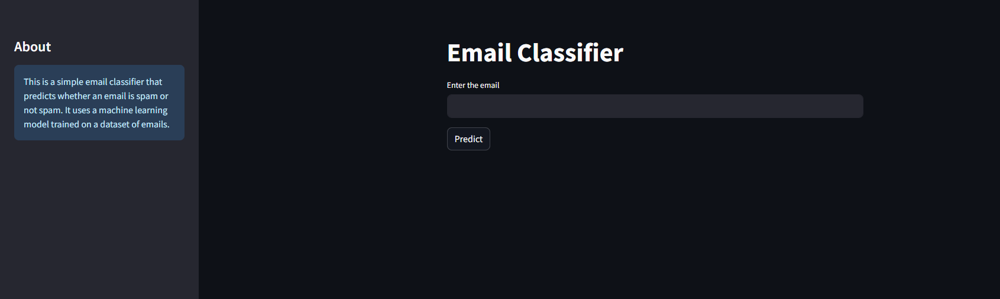 About
This is a simple email classifier that
predicts whether an email is spam or
not spam. It uses a machine learning
model trained on a dataset of emails.
Email Classifier
Enter the email
Predict